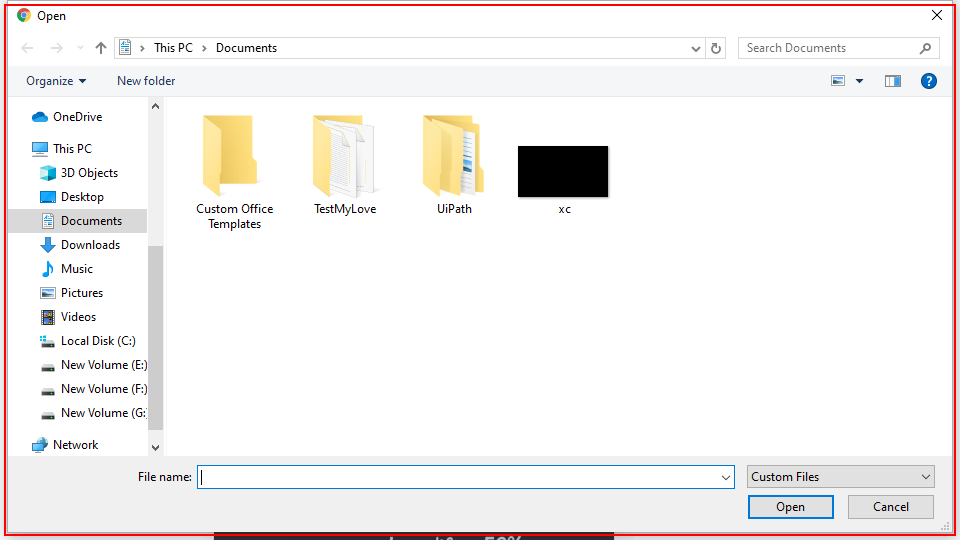 Open
This PC > Documents
Search Documents
Organize
New folder
OneDrive
This PC
3D Objects
Desktop
Documents
Downloads
Music
Pictures
Videos
Local Disk (C:)
New Volume (E:)
New Volume (F:)
New Volume (G:
Network
Custom Office
Templates
TestMyLove
UiPath
xc
File name:
Custom Files
Open
Cancel